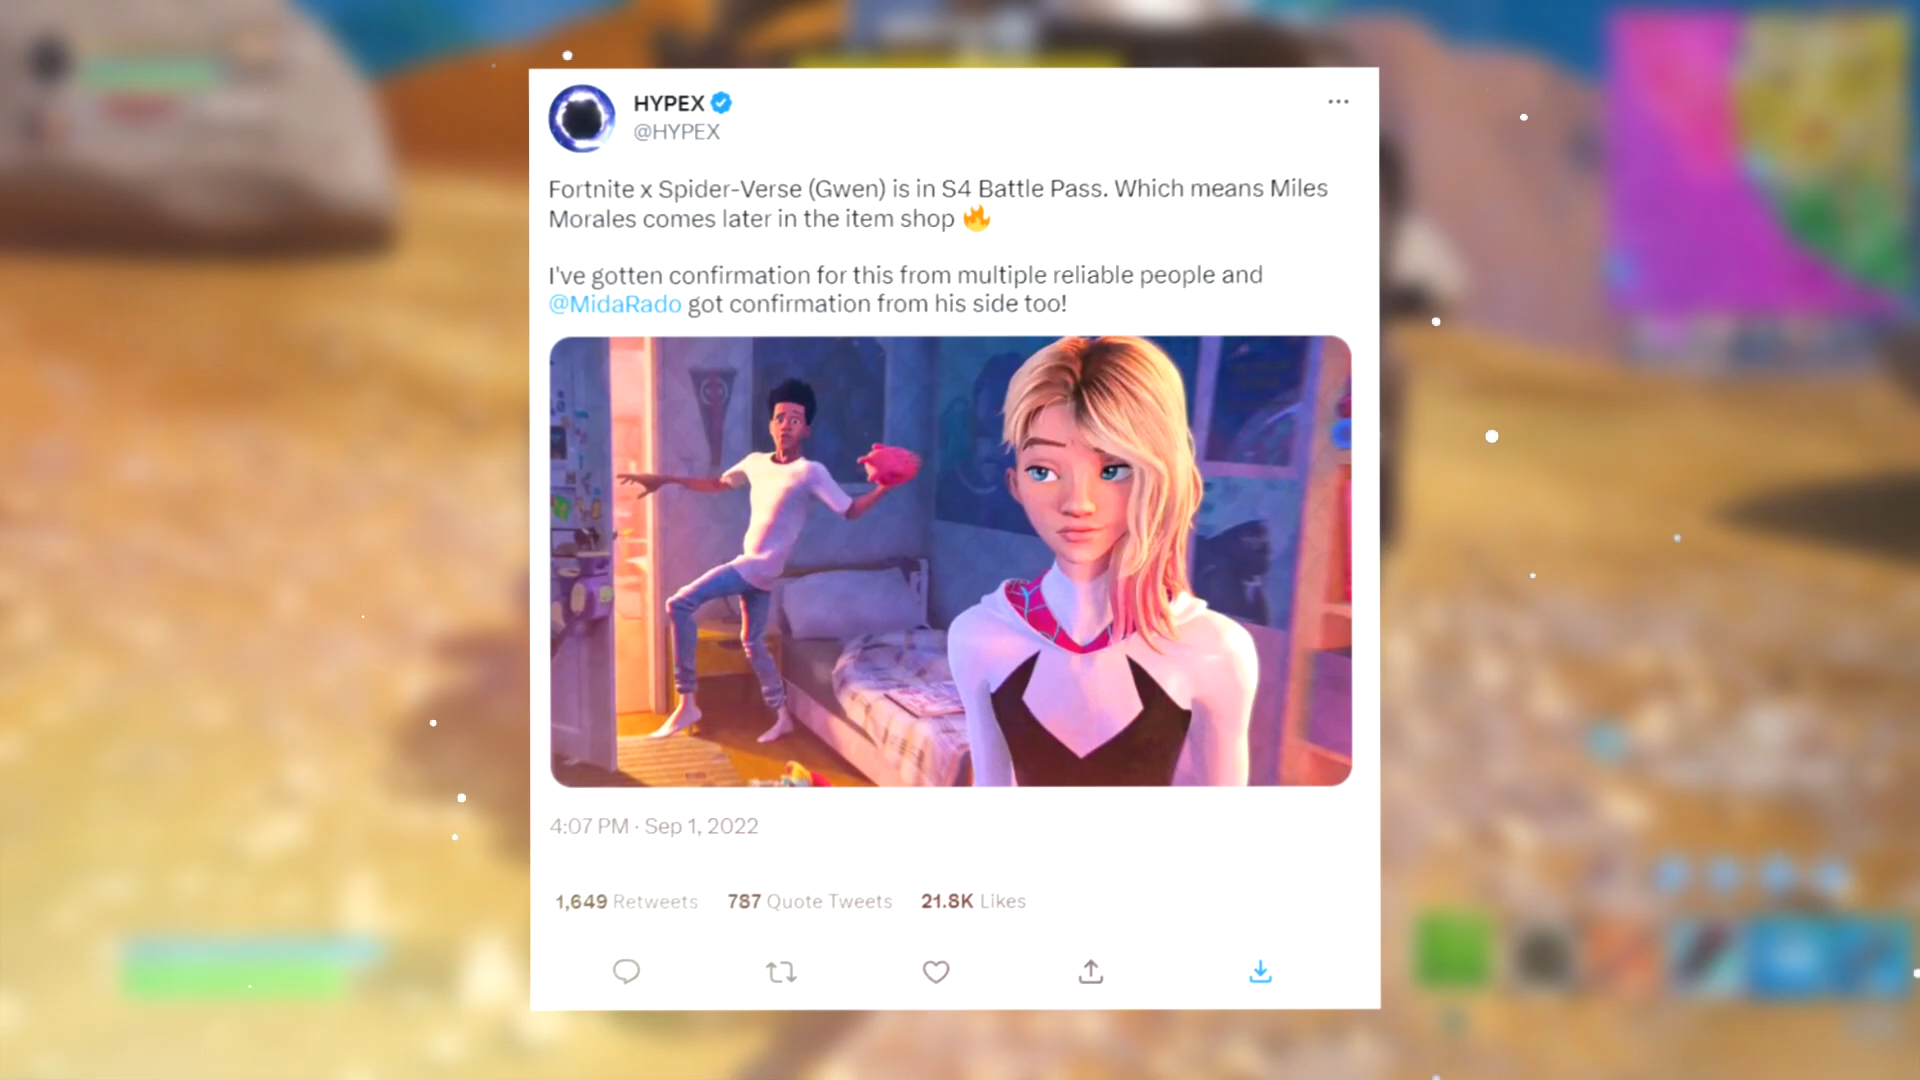 HYPEX
@HYPEX
Fortnite x Spider-Verse (Gwen) is in S4 Battle Pass. Which means Miles
Morales comes later in the item shop 🔥
I've gotten confirmation for this from multiple reliable people and
@MidaRado got confirmation from his side too!
4:07 PM · Sep 1, 2022
1,649 Retweets 787 Quote Tweets 21.8K Likes